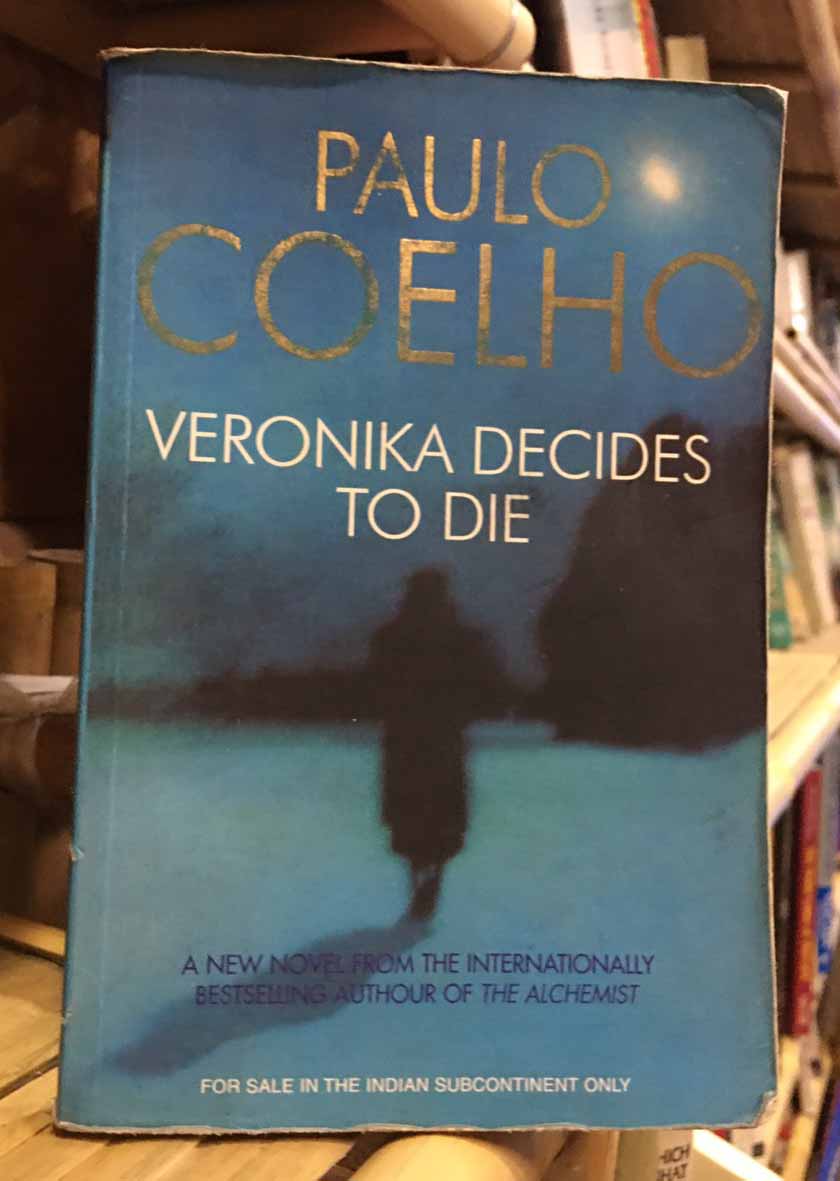 PAULO
COELHO
VERONIKA DECIDES
TO DIE
A NEW NOVEL FROM THE INTERNATIONALLY
BESTSELLING AUTHOUR OF THE ALCHEMIST
FOR SALE IN THE INDIAN SUBCONTINENT ONLY